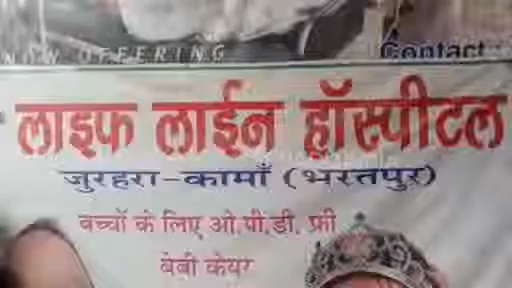 NOW OFFERING
Contact
लाइफ लाईन हॉस्पीटल
जुरहरा-कामाँ (भरतपुर)
बच्चों के लिए ओ.पी.डी. फ्री
बेबी केयर